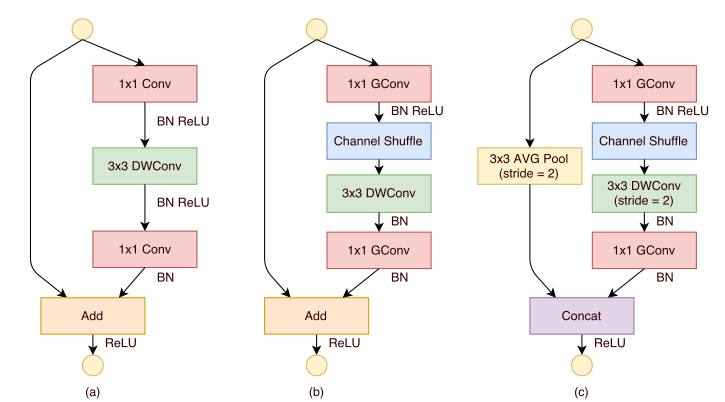 1x1 Conv
BN ReLU
3x3 DWConv
BN ReLU
1x1 Conv
BN
Add
ReLU
(a)
1x1 GConv
BN ReLU
Channel Shuffle
3x3 DWConv
BN
1x1 GConv
BN
Add
ReLU
(b)
3x3 AVG Pool
(stride = 2)
1x1 GConv
BN ReLU
Channel Shuffle
3x3 DWConv
(stride = 2)
BN
1x1 GConv
BN
Concat
ReLU
(c)